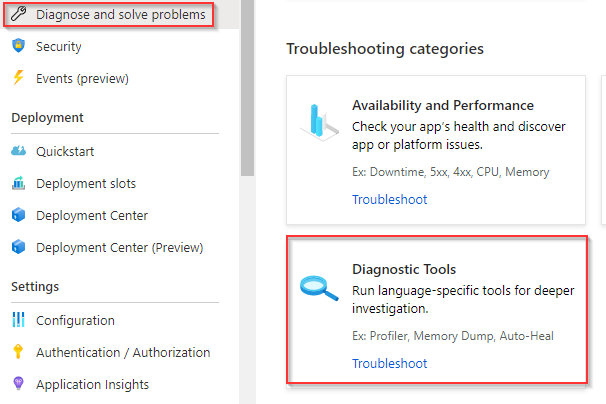 Diagnose and solve problems
Security
Events (preview)
Deployment
Quickstart
Deployment slots
Deployment Center
Deployment Center (Preview)
Settings
Configuration
Authentication / Authorization
Application Insights
Troubleshooting categories
Availability and Performance
Check your app's health and discover
app or platform issues.
Ex: Downtime, 5xx, 4xx, CPU, Memory
Troubleshoot
Diagnostic Tools
Run language-specific tools for deeper
investigation.
Ex: Profiler, Memory Dump, Auto-Heal
Troubleshoot